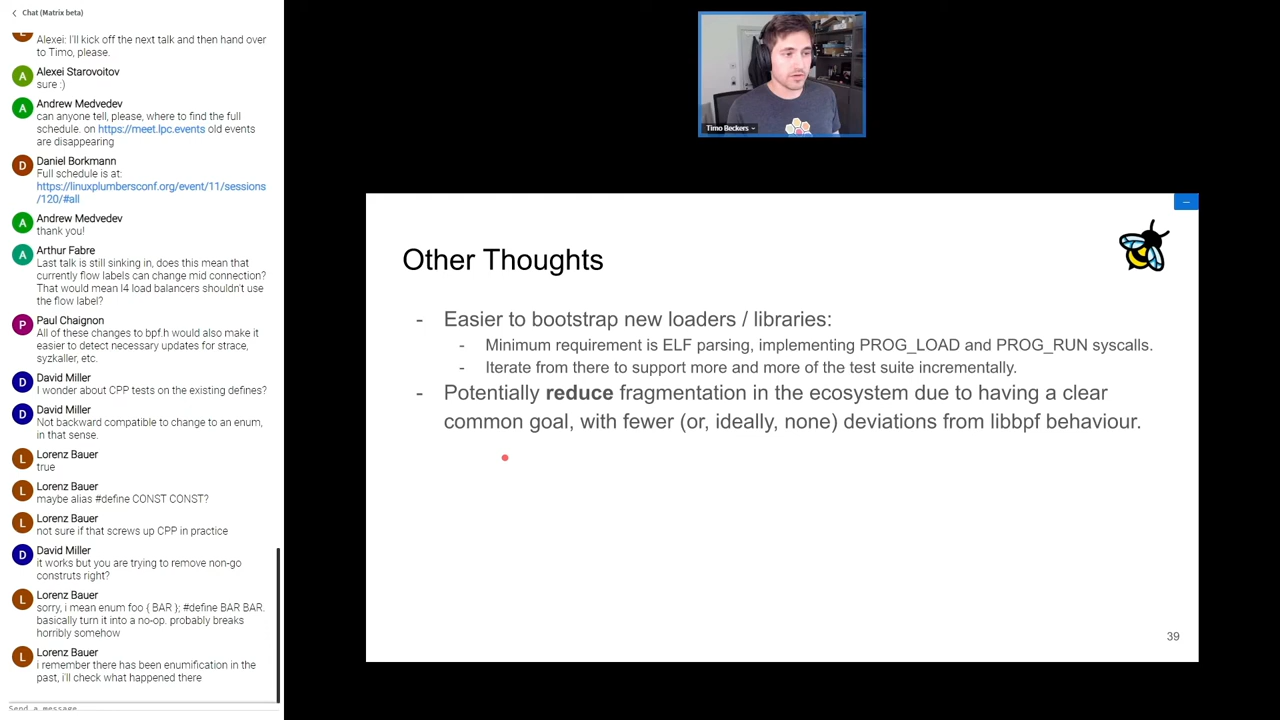 Chat (Matrix beta)
Alexei: I'll kick off the next talk and then hand over
to Timo, please.
A
Alexei Starovoitov
sure :)
A
Andrew Medvedev
can anyone tell, please, where to find the full
schedule. on https://meet.lpc.events old events
are disappearing
D
Daniel Borkmann
Full schedule is at:
https://linuxplumbersconf.org/event/11/sessions
/120/#all
A
Andrew Medvedev
thank you!
A
Arthur Fabre
Last talk is still sinking in, does this mean that
currently flow labels can change mid connection?
That would mean l4 load balancers shouldn't use
the flow label?
P
Paul Chaignon
All of these changes to bpf.h would also make it
easier to detect necessary updates for strace,
syzkaller, etc.
D
David Miller
I wonder about CPP tests on the existing defines?
D
David Miller
Not backward compatible to change to an enum,
in that sense.
L
Lorenz Bauer
true
L
Lorenz Bauer
maybe alias #define CONST CONST?
L
Lorenz Bauer
not sure if that screws up CPP in practice
D
David Miller
it works but you are trying to remove non-go
construts right?
L
Lorenz Bauer
sorry, i mean enum foo { BAR }; #define BAR BAR.
basically turn it into a no-op. probably breaks
horribly somehow
L
Lorenz Bauer
i remember there has been enumification in the
past, i'll check what happened there
Send a message
Timo Beckers
Other Thoughts
- Easier to bootstrap new loaders / libraries:
- Minimum requirement is ELF parsing, implementing PROG_LOAD and PROG_RUN syscalls.
- Iterate from there to support more and more of the test suite incrementally.
- Potentially reduce fragmentation in the ecosystem due to having a clear
common goal, with fewer (or, ideally, none) deviations from libbpf behaviour.
39